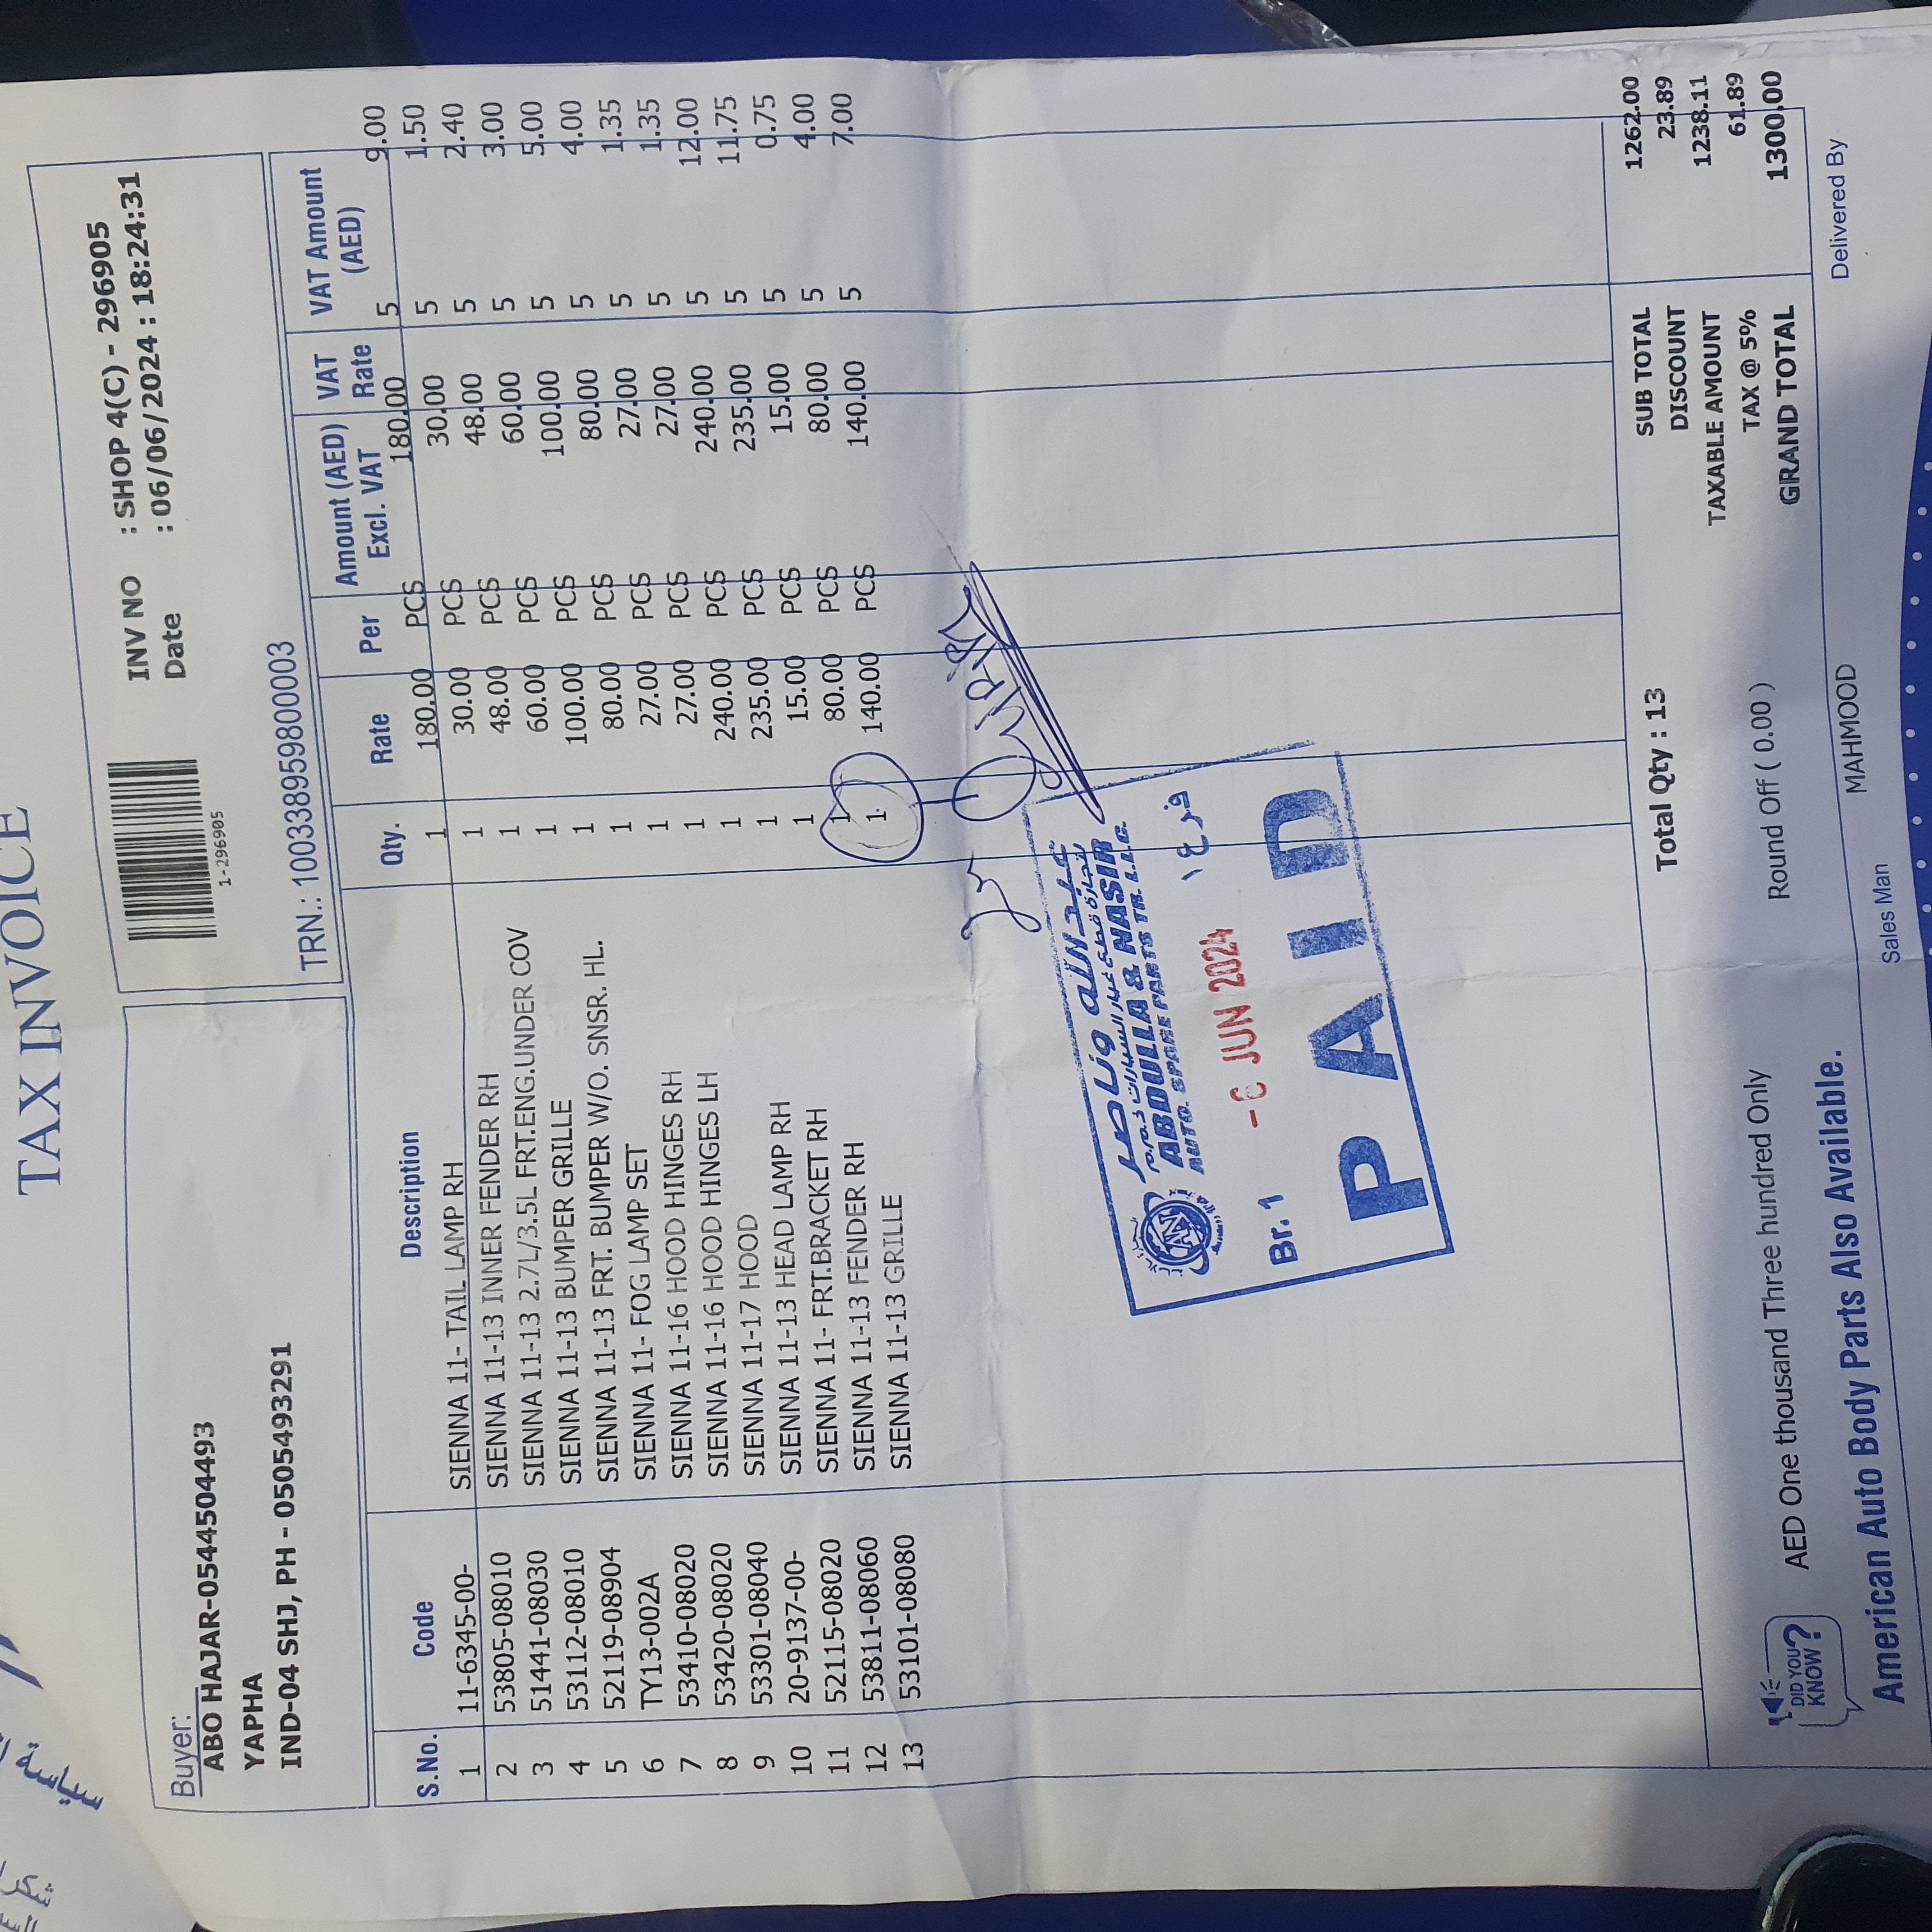 TAX INVOICE
Buyer:
ABO HAJAR-0544504493
YAPHA
IND-04 SHJ, PH - 0505493291
1-296905
INV NO : SHOP 4(C) - 296905
Date : 06/06/2024 : 18:24:31
TRN.: 100338959800003
S.No. Code Description Qty. Rate Per Amount (AED) Excl. VAT VAT Rate VAT Amount (AED)
1 11-6345-00- SIENNA 11- TAIL LAMP RH 1 180.00 PCS 180.00 5 9.00
2 53805-08010 SIENNA 11-13 INNER FENDER RH 1 30.00 PCS 30.00 5 1.50
3 51441-08030 SIENNA 11-13 2.7L/3.5L FRT.ENG.UNDER COV 1 48.00 PCS 48.00 5 2.40
4 53112-08010 SIENNA 11-13 BUMPER GRILLE 1 60.00 PCS 60.00 5 3.00
5 52119-08904 SIENNA 11-13 FRT. BUMPER W/O. SNSR. HL. 1 100.00 PCS 100.00 5 5.00
6 TY13-002A SIENNA 11- FOG LAMP SET 1 80.00 PCS 80.00 5 4.00
7 53410-08020 SIENNA 11-16 HOOD HINGES RH 1 27.00 PCS 27.00 5 1.35
8 53420-08020 SIENNA 11-16 HOOD HINGES LH 1 27.00 PCS 27.00 5 1.35
9 53301-08040 SIENNA 11-17 HOOD 1 240.00 PCS 240.00 5 12.00
10 20-9137-00- SIENNA 11-13 HEAD LAMP RH 1 235.00 PCS 235.00 5 11.75
11 52115-08020 SIENNA 11- FRT.BRACKET RH 1 15.00 PCS 15.00 5 0.75
12 53811-08060 SIENNA 11-13 FENDER RH 1 80.00 PCS 80.00 5 4.00
13 53101-08080 SIENNA 11-13 GRILLE 1 140.00 PCS 140.00 5 7.00
عبدالله وناصر
لتجارة قطع غيار السيارات ذ.م.م
ABDULLA & NASIR
AUTO. SPARE PARTS TR. L.L.C.
Br. 1 - 6 JUN 2024 فرع ١
PAID
Total Qty : 13
SUB TOTAL 1262.00
DISCOUNT 23.89
TAXABLE AMOUNT 1238.11
TAX @ 5% 61.89
GRAND TOTAL 1300.00
Round Off ( 0.00 )
AED One thousand Three hundred Only
DID YOU KNOW?
American Auto Body Parts Also Available.
Sales Man MAHMOOD
Delivered By
سياسة